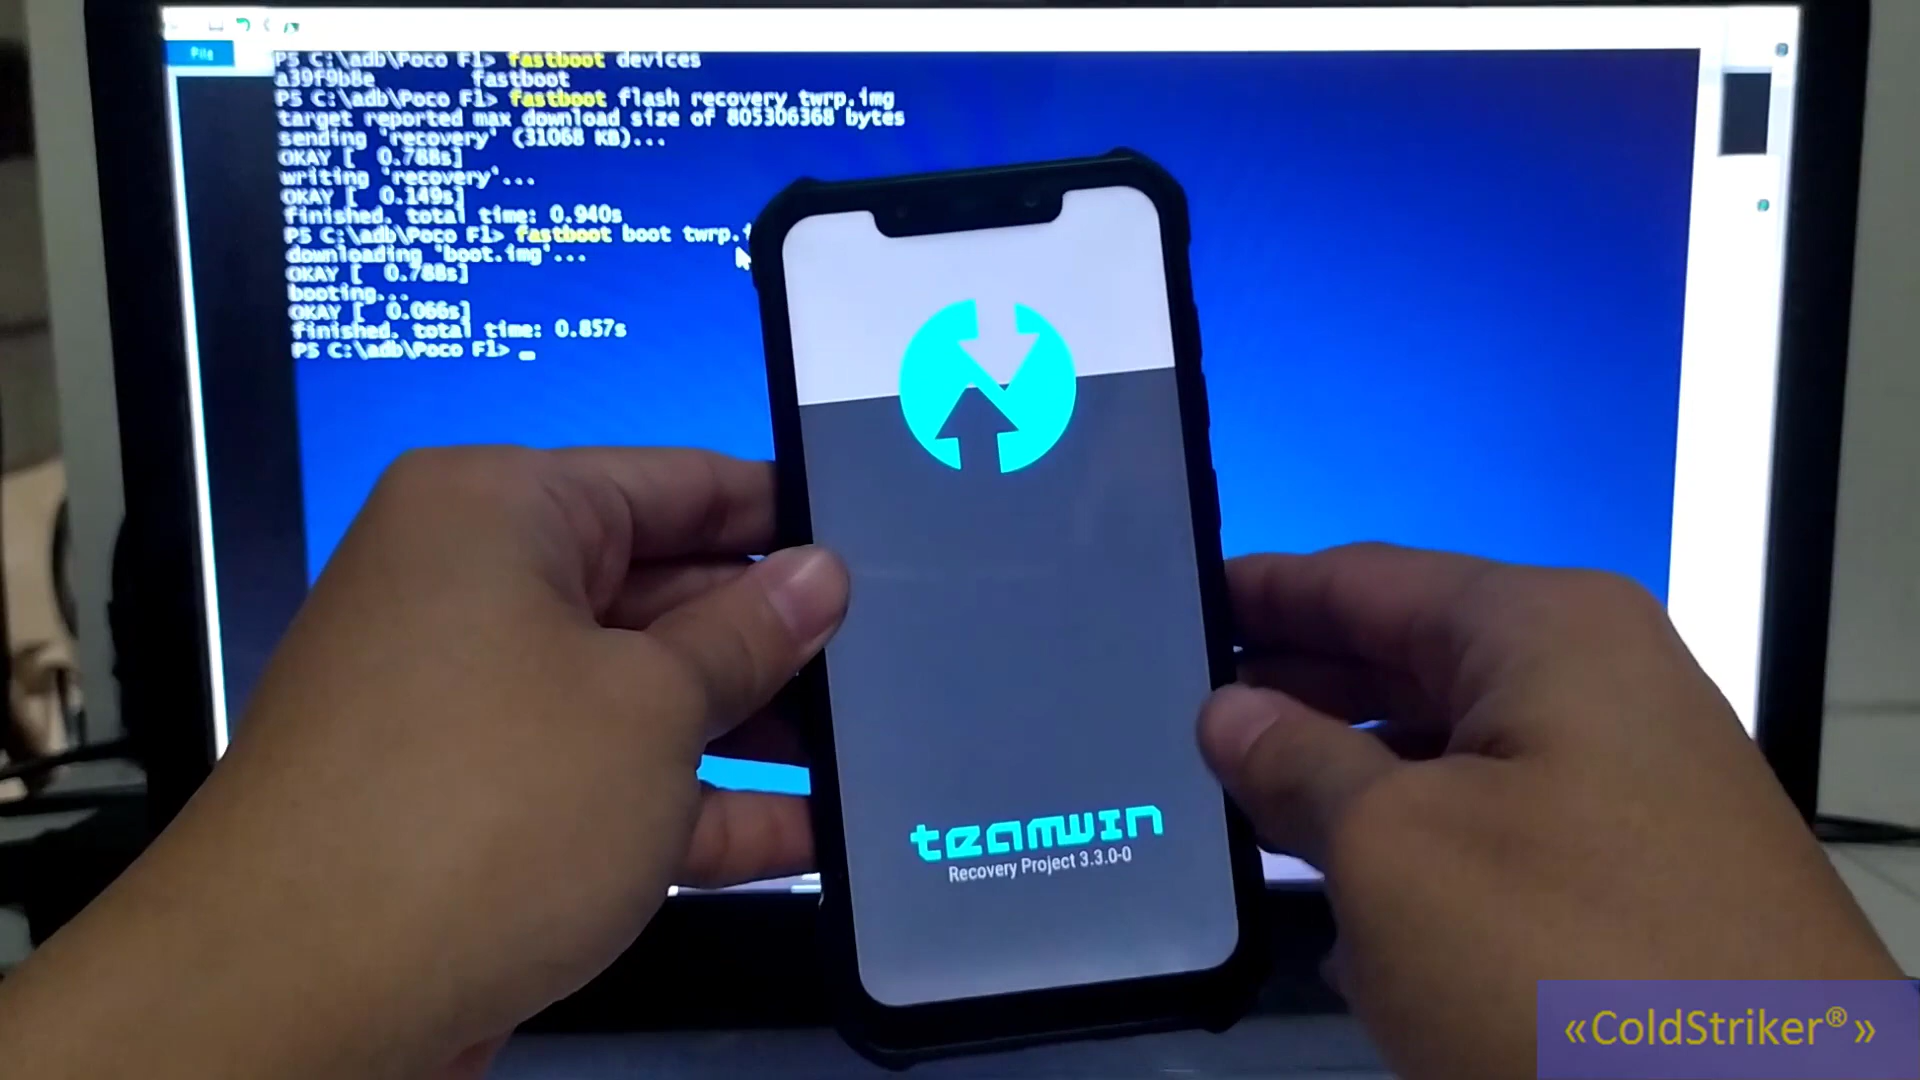 File
PS C:\adb\Poco F1> fastboot devices
a39f9b8e fastboot
PS C:\adb\Poco F1> fastboot flash recovery twrp.img
target reported max download size of 805306368 bytes
sending 'recovery' (31068 KB)...
OKAY [ 0.788s]
writing 'recovery'...
OKAY [ 0.149s]
finished. total time: 0.940s
PS C:\adb\Poco F1> fastboot boot twrp.i
downloading 'boot.img'...
OKAY [ 0.788s]
booting...
OKAY [ 0.066s]
finished. total time: 0.857s
PS C:\adb\Poco F1> _
teamwin
Recovery Project 3.3.0-0
«ColdStriker®»